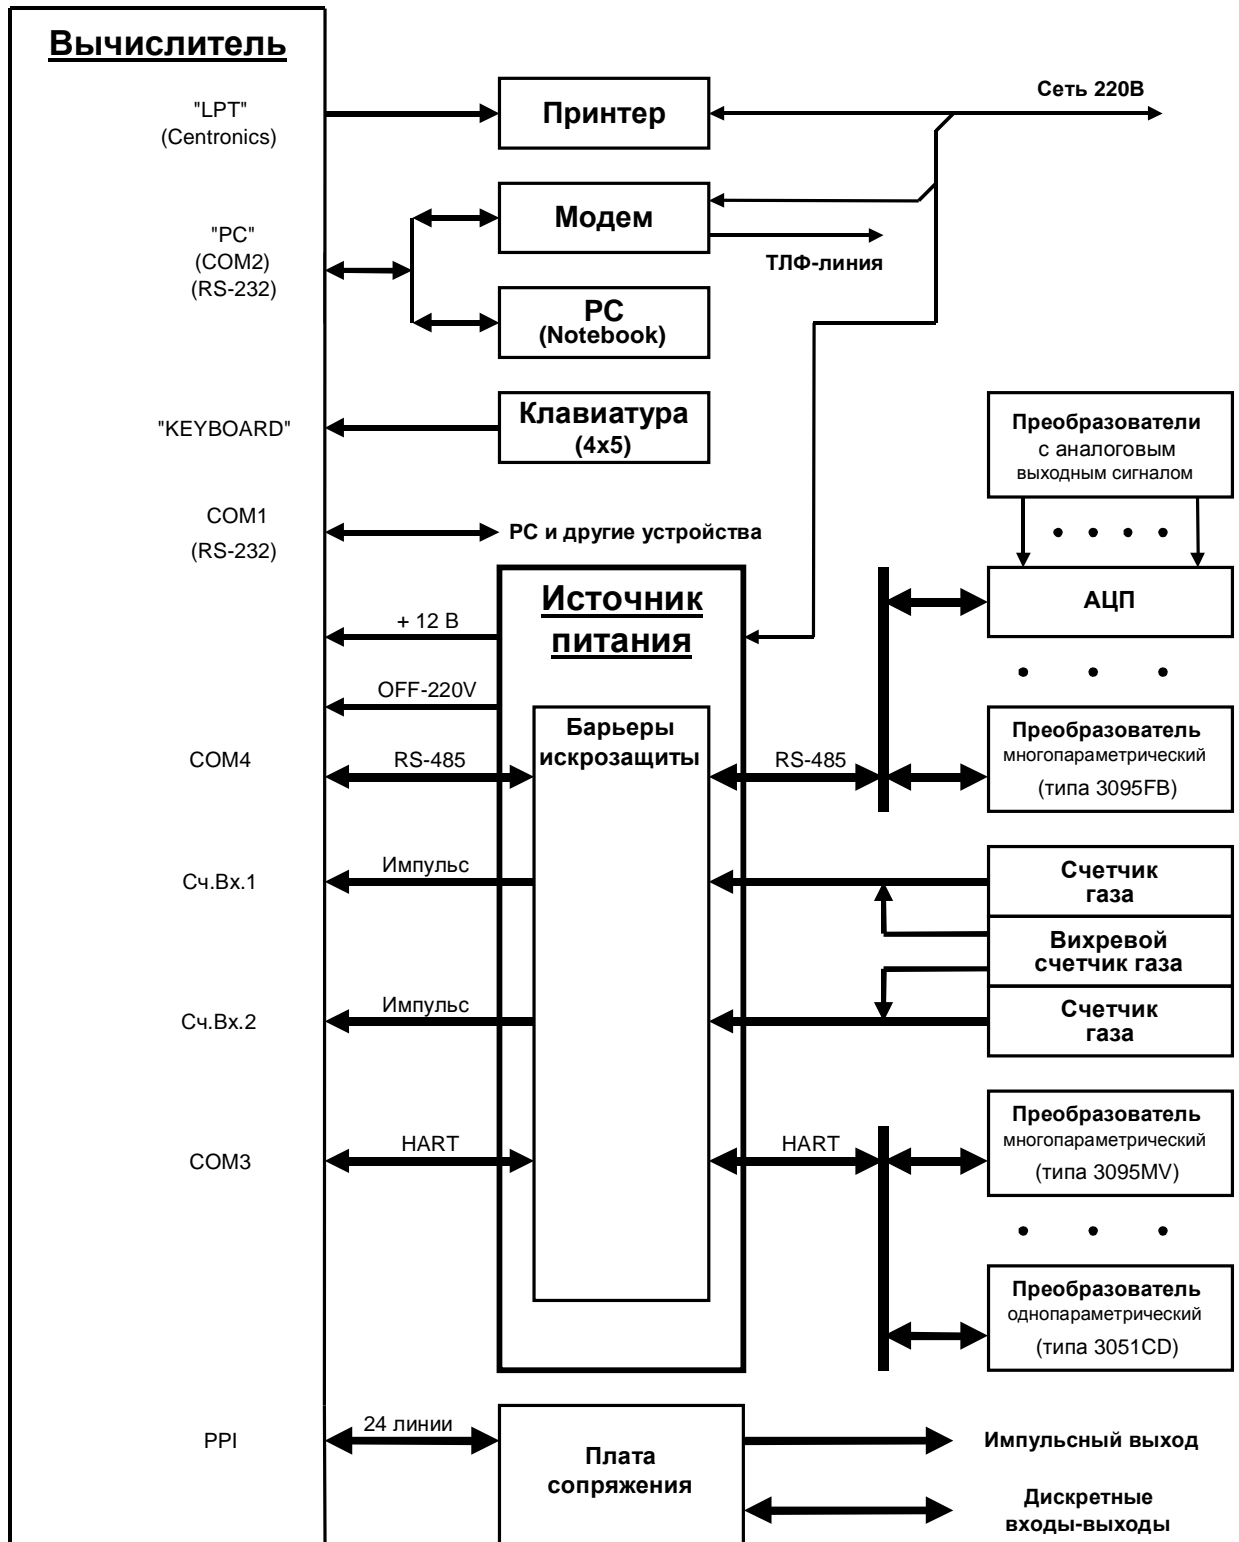 Вычислитель
"LPT"
(Centronics)
Принтер
Сеть 220В
"PC"
(COM2)
(RS-232)
Модем
ТЛФ-линия
PC
(Notebook)
"KEYBOARD"
Клавиатура
(4x5)
Преобразователи
с аналоговым
выходным сигналом
COM1
(RS-232)
PC и другие устройства
Источник
питания
АЦП
+ 12 В
OFF-220V
Барьеры
искрозащиты
COM4
RS-485
RS-485
Преобразователь
многопараметрический
(типа 3095FB)
Сч.Вх.1
Импульс
Счетчик
газа
Вихревой
счетчик газа
Сч.Вх.2
Импульс
Счетчик
газа
COM3
HART
HART
Преобразователь
многопараметрический
(типа 3095MV)
Преобразователь
однопараметрический
(типа 3051CD)
PPI
24 линии
Плата
сопряжения
Импульсный выход
Дискретные
входы-выходы